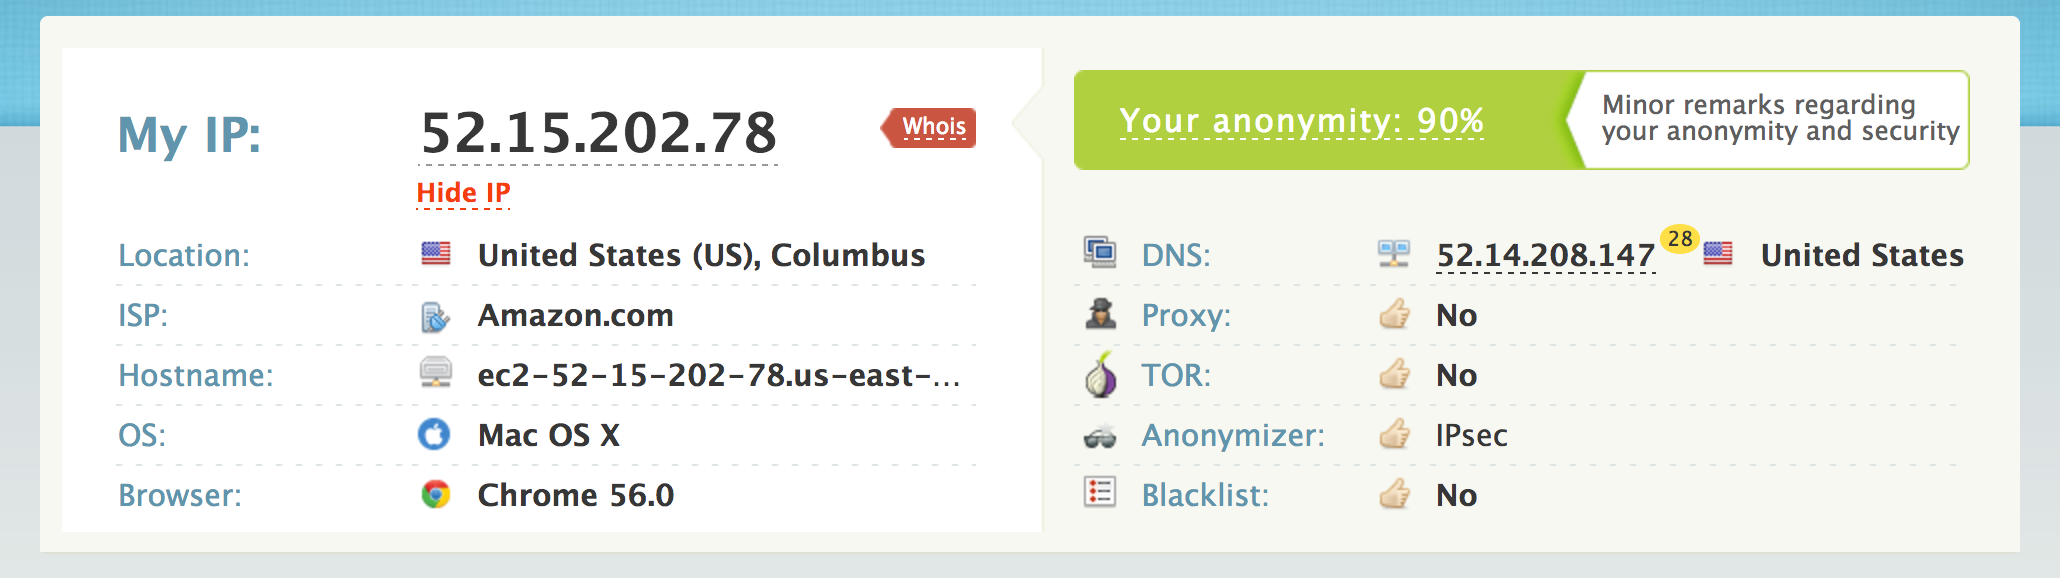 My IP: 52.15.202.78 Whois
Hide IP
Location: United States (US), Columbus
ISP: Amazon.com
Hostname: ec2-52-15-202-78.us-east-...
OS: Mac OS X
Browser: Chrome 56.0
Your anonymity: 90%
Minor remarks regarding
your anonymity and security
DNS: 52.14.208.147 28 United States
Proxy: No
TOR: No
Anonymizer: IPsec
Blacklist: No